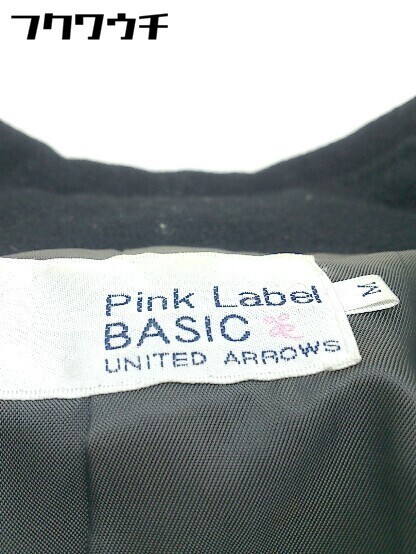 フクワウチ
Pink Label
BASIC
UNITED ARROWS
M